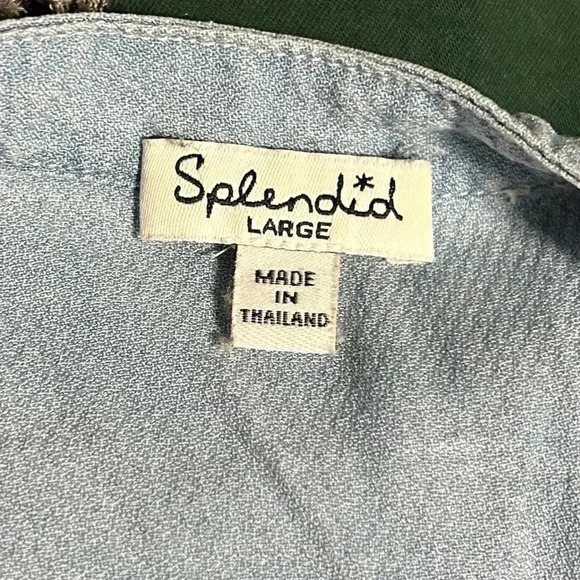 Splendid
LARGE
MADE
IN
THAILAND